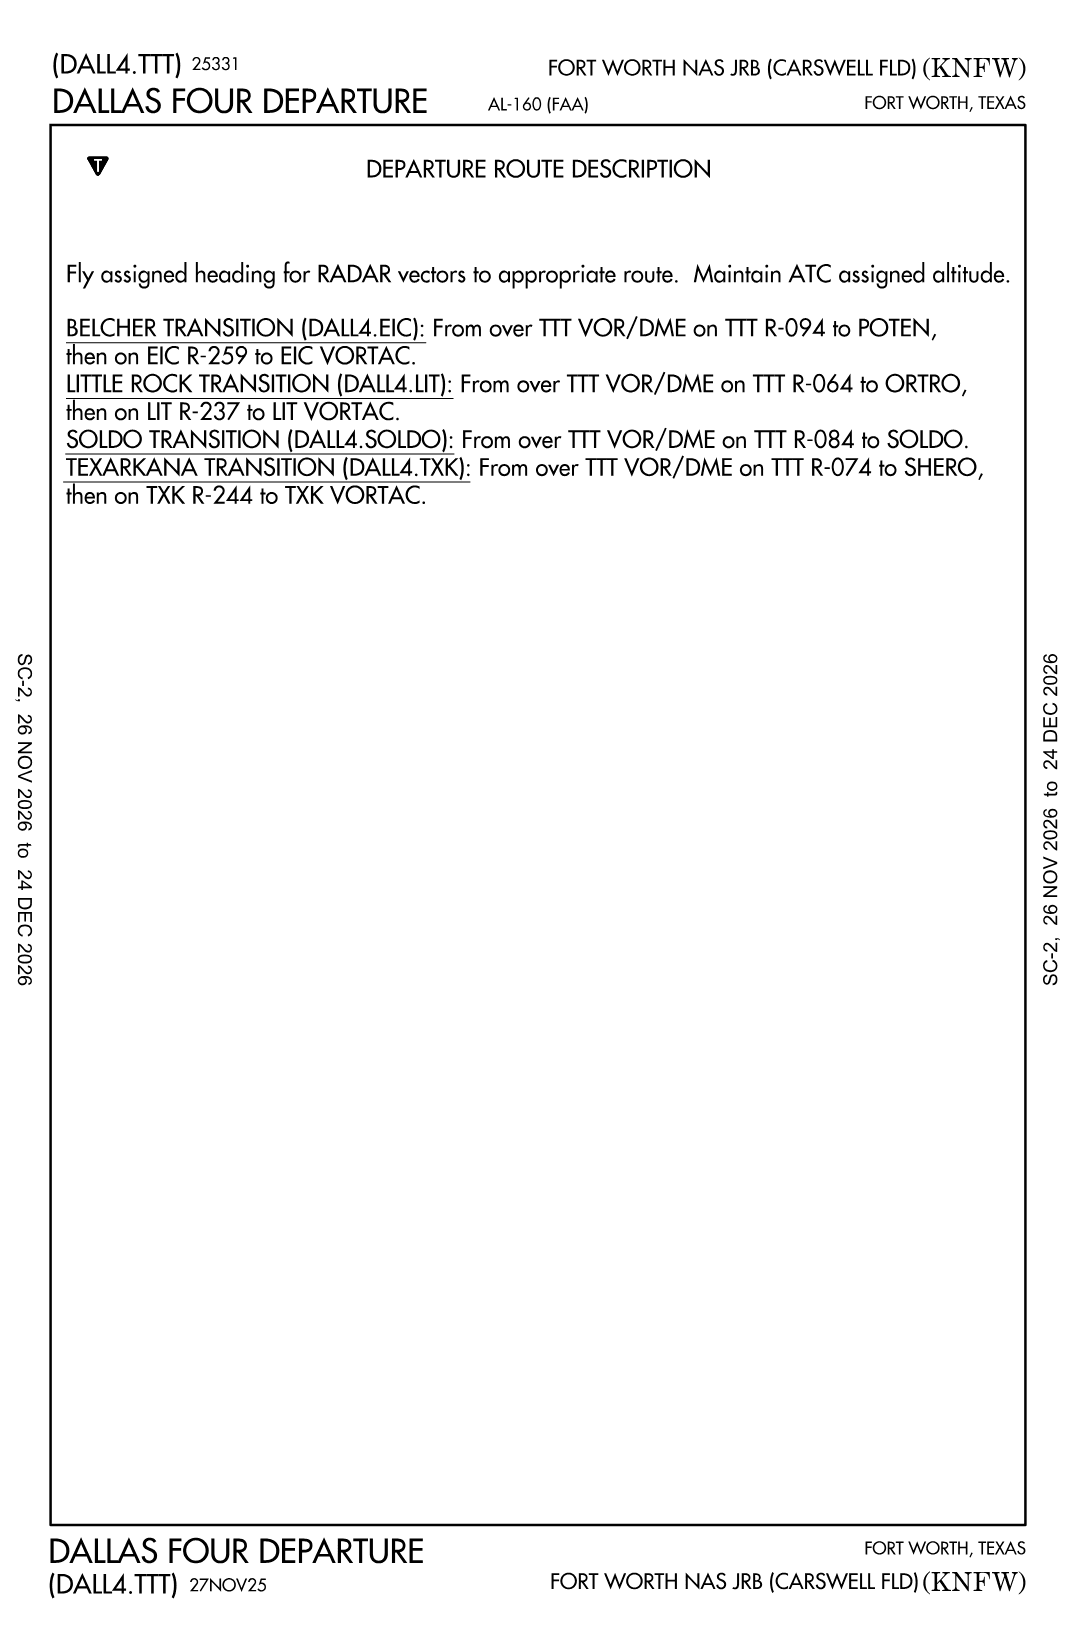 (DALL4.TTT) 25331
DALLAS FOUR DEPARTURE
AL-160 (FAA)
FORT WORTH NAS JRB (CARSWELL FLD) (KNFW)
FORT WORTH, TEXAS
T
DEPARTURE ROUTE DESCRIPTION
Fly assigned heading for RADAR vectors to appropriate route. Maintain ATC assigned altitude.
BELCHER TRANSITION (DALL4.EIC): From over TTT VOR/DME on TTT R-094 to POTEN,
then on EIC R-259 to EIC VORTAC.
LITTLE ROCK TRANSITION (DALL4.LIT): From over TTT VOR/DME on TTT R-064 to ORTRO,
then on LIT R-237 to LIT VORTAC.
SOLDO TRANSITION (DALL4.SOLDO): From over TTT VOR/DME on TTT R-084 to SOLDO.
TEXARKANA TRANSITION (DALL4.TXK): From over TTT VOR/DME on TTT R-074 to SHERO,
then on TXK R-244 to TXK VORTAC.
SC-2, 26 NOV 2026 to 24 DEC 2026
SC-2, 26 NOV 2026 to 24 DEC 2026
DALLAS FOUR DEPARTURE
(DALL4.TTT) 27NOV25
FORT WORTH, TEXAS
FORT WORTH NAS JRB (CARSWELL FLD) (KNFW)